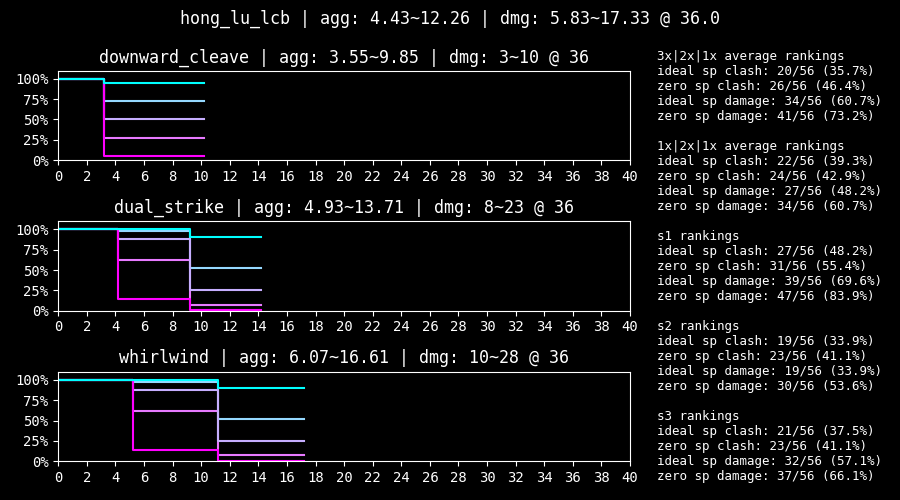 hong_lu_lcb | agg: 4.43~12.26 | dmg: 5.83~17.33 @ 36.0
downward_cleave | agg: 3.55~9.85 | dmg: 3~10 @ 36
100%
75%
50%
25%
0%
0 2 4 6 8 10 12 14 16 18 20 22 24 26 28 30 32 34 36 38 40
dual_strike | agg: 4.93~13.71 | dmg: 8~23 @ 36
100%
75%
50%
25%
0%
0 2 4 6 8 10 12 14 16 18 20 22 24 26 28 30 32 34 36 38 40
whirlwind | agg: 6.07~16.61 | dmg: 10~28 @ 36
100%
75%
50%
25%
0%
0 2 4 6 8 10 12 14 16 18 20 22 24 26 28 30 32 34 36 38 40
3x|2x|1x average rankings
ideal sp clash: 20/56 (35.7%)
zero sp clash: 26/56 (46.4%)
ideal sp damage: 34/56 (60.7%)
zero sp damage: 41/56 (73.2%)
1x|2x|1x average rankings
ideal sp clash: 22/56 (39.3%)
zero sp clash: 24/56 (42.9%)
ideal sp damage: 27/56 (48.2%)
zero sp damage: 34/56 (60.7%)
s1 rankings
ideal sp clash: 27/56 (48.2%)
zero sp clash: 31/56 (55.4%)
ideal sp damage: 39/56 (69.6%)
zero sp damage: 47/56 (83.9%)
s2 rankings
ideal sp clash: 19/56 (33.9%)
zero sp clash: 23/56 (41.1%)
ideal sp damage: 19/56 (33.9%)
zero sp damage: 30/56 (53.6%)
s3 rankings
ideal sp clash: 21/56 (37.5%)
zero sp clash: 23/56 (41.1%)
ideal sp damage: 32/56 (57.1%)
zero sp damage: 37/56 (66.1%)